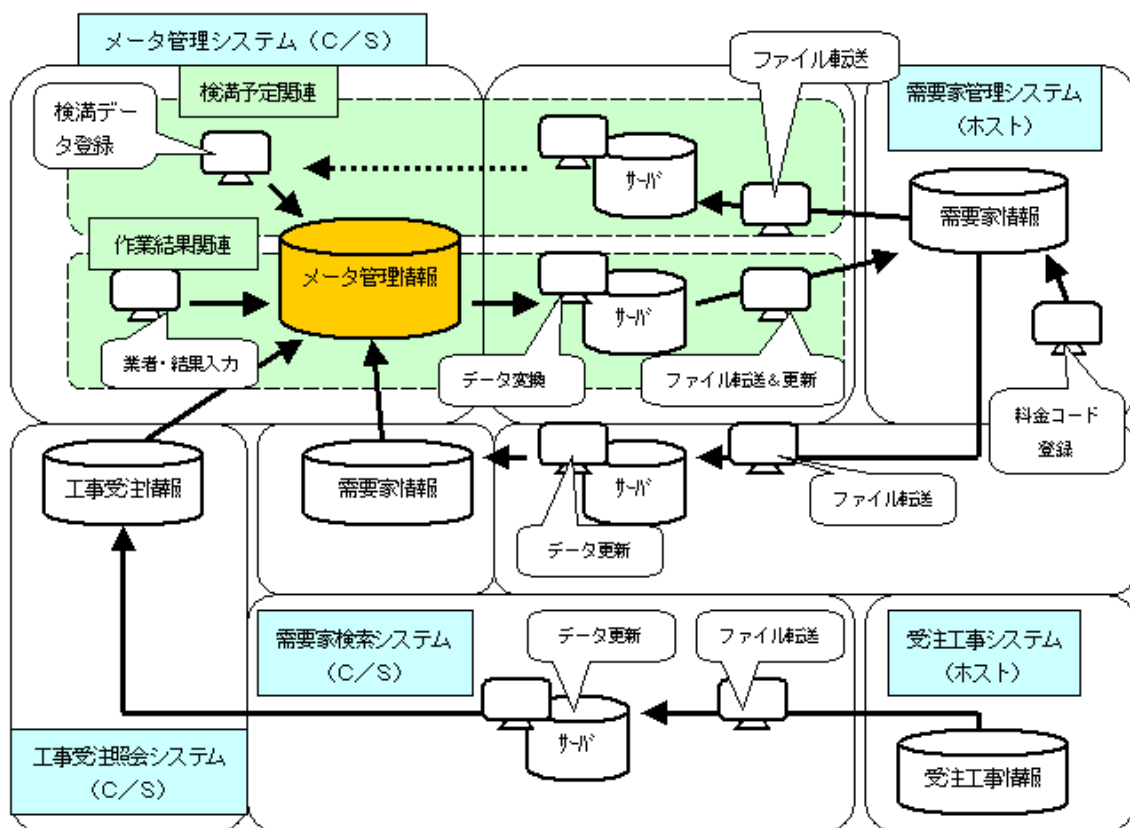 メータ管理システム（Ｃ／Ｓ）
ファイル転送
検満予定関連
需要家管理システム
（ホスト）
検満デー
タ登録
サーバ
需要家情報
作業結果関連
メータ管理情報
サーバ
業者・結果入力
データ変換
ファイル転送＆更新
料金コード
登録
工事受注情報
需要家情報
サーバ
ファイル転送
データ更新
需要家検索システム
（Ｃ／Ｓ）
データ更新
ファイル転送
受注工事システム
（ホスト）
サーバ
工事受注照会システム
（Ｃ／Ｓ）
受注工事情報